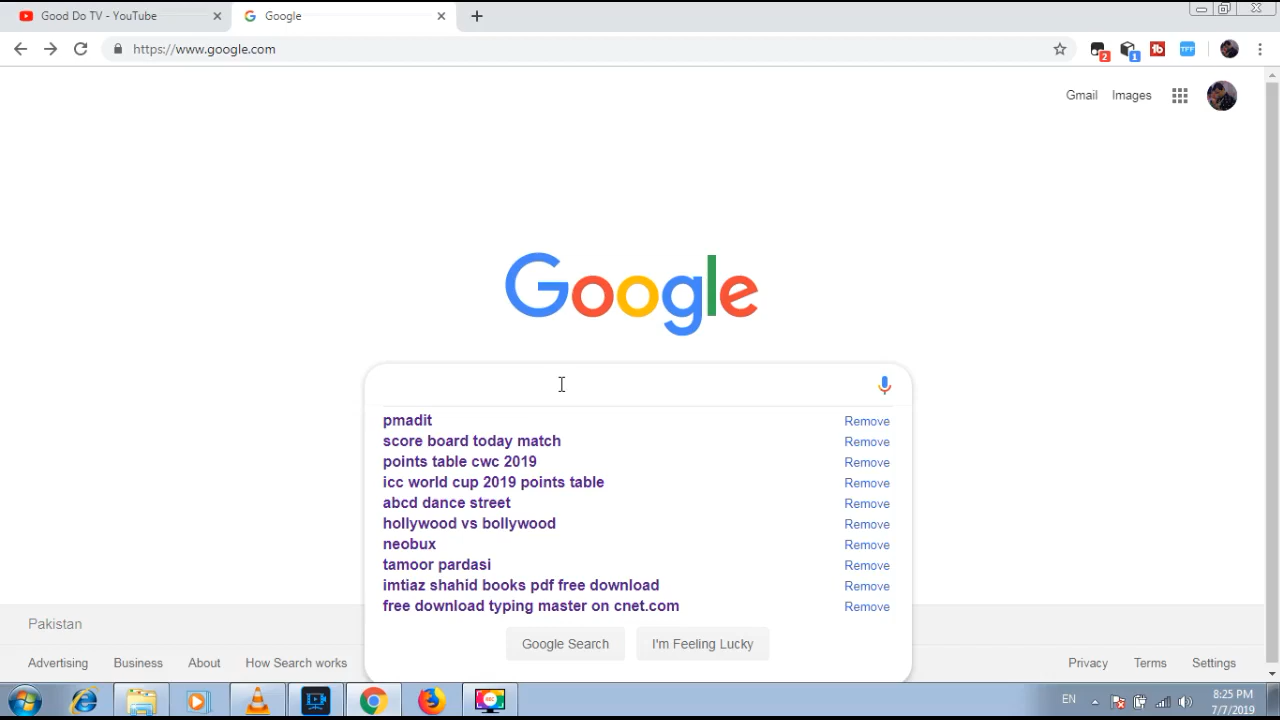 Good Do TV - YouTube
Google
https://www.google.com
2
1
tb
TFF
Gmail Images
Google
pmadit Remove
score board today match Remove
points table cwc 2019 Remove
icc world cup 2019 points table Remove
abcd dance street Remove
hollywood vs bollywood Remove
neobux Remove
tamoor pardasi Remove
imtiaz shahid books pdf free download Remove
free download typing master on cnet.com Remove
Google Search I'm Feeling Lucky
Pakistan
Advertising Business About How Search works Privacy Terms Settings
EN 8:25 PM
7/7/2019